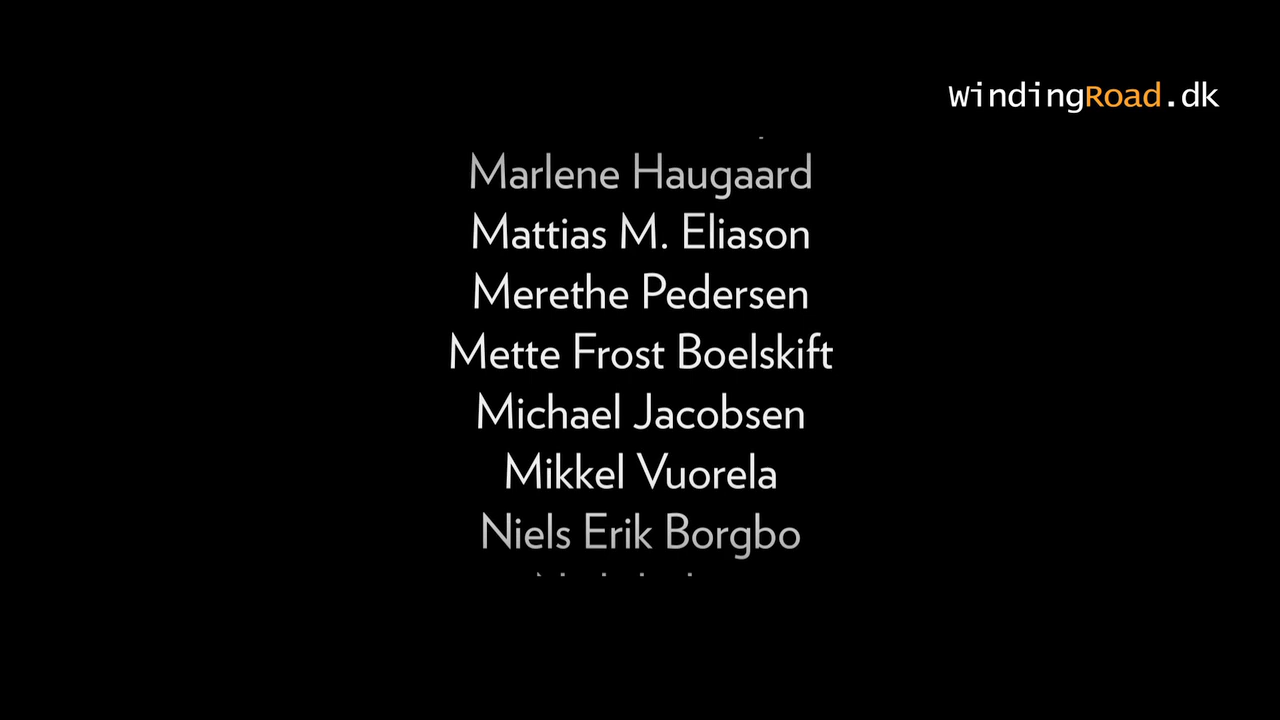 WindingRoad.dk
Marlene Haugaard
Mattias M. Eliason
Merethe Pedersen
Mette Frost Boelskift
Michael Jacobsen
Mikkel Vuorela
Niels Erik Borgbo